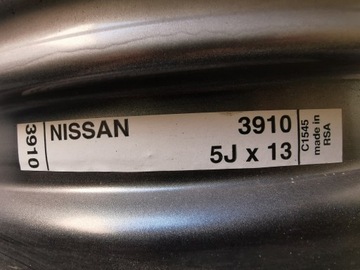 3910
NISSAN 3910
5J x 13
C1545
made in
RSA